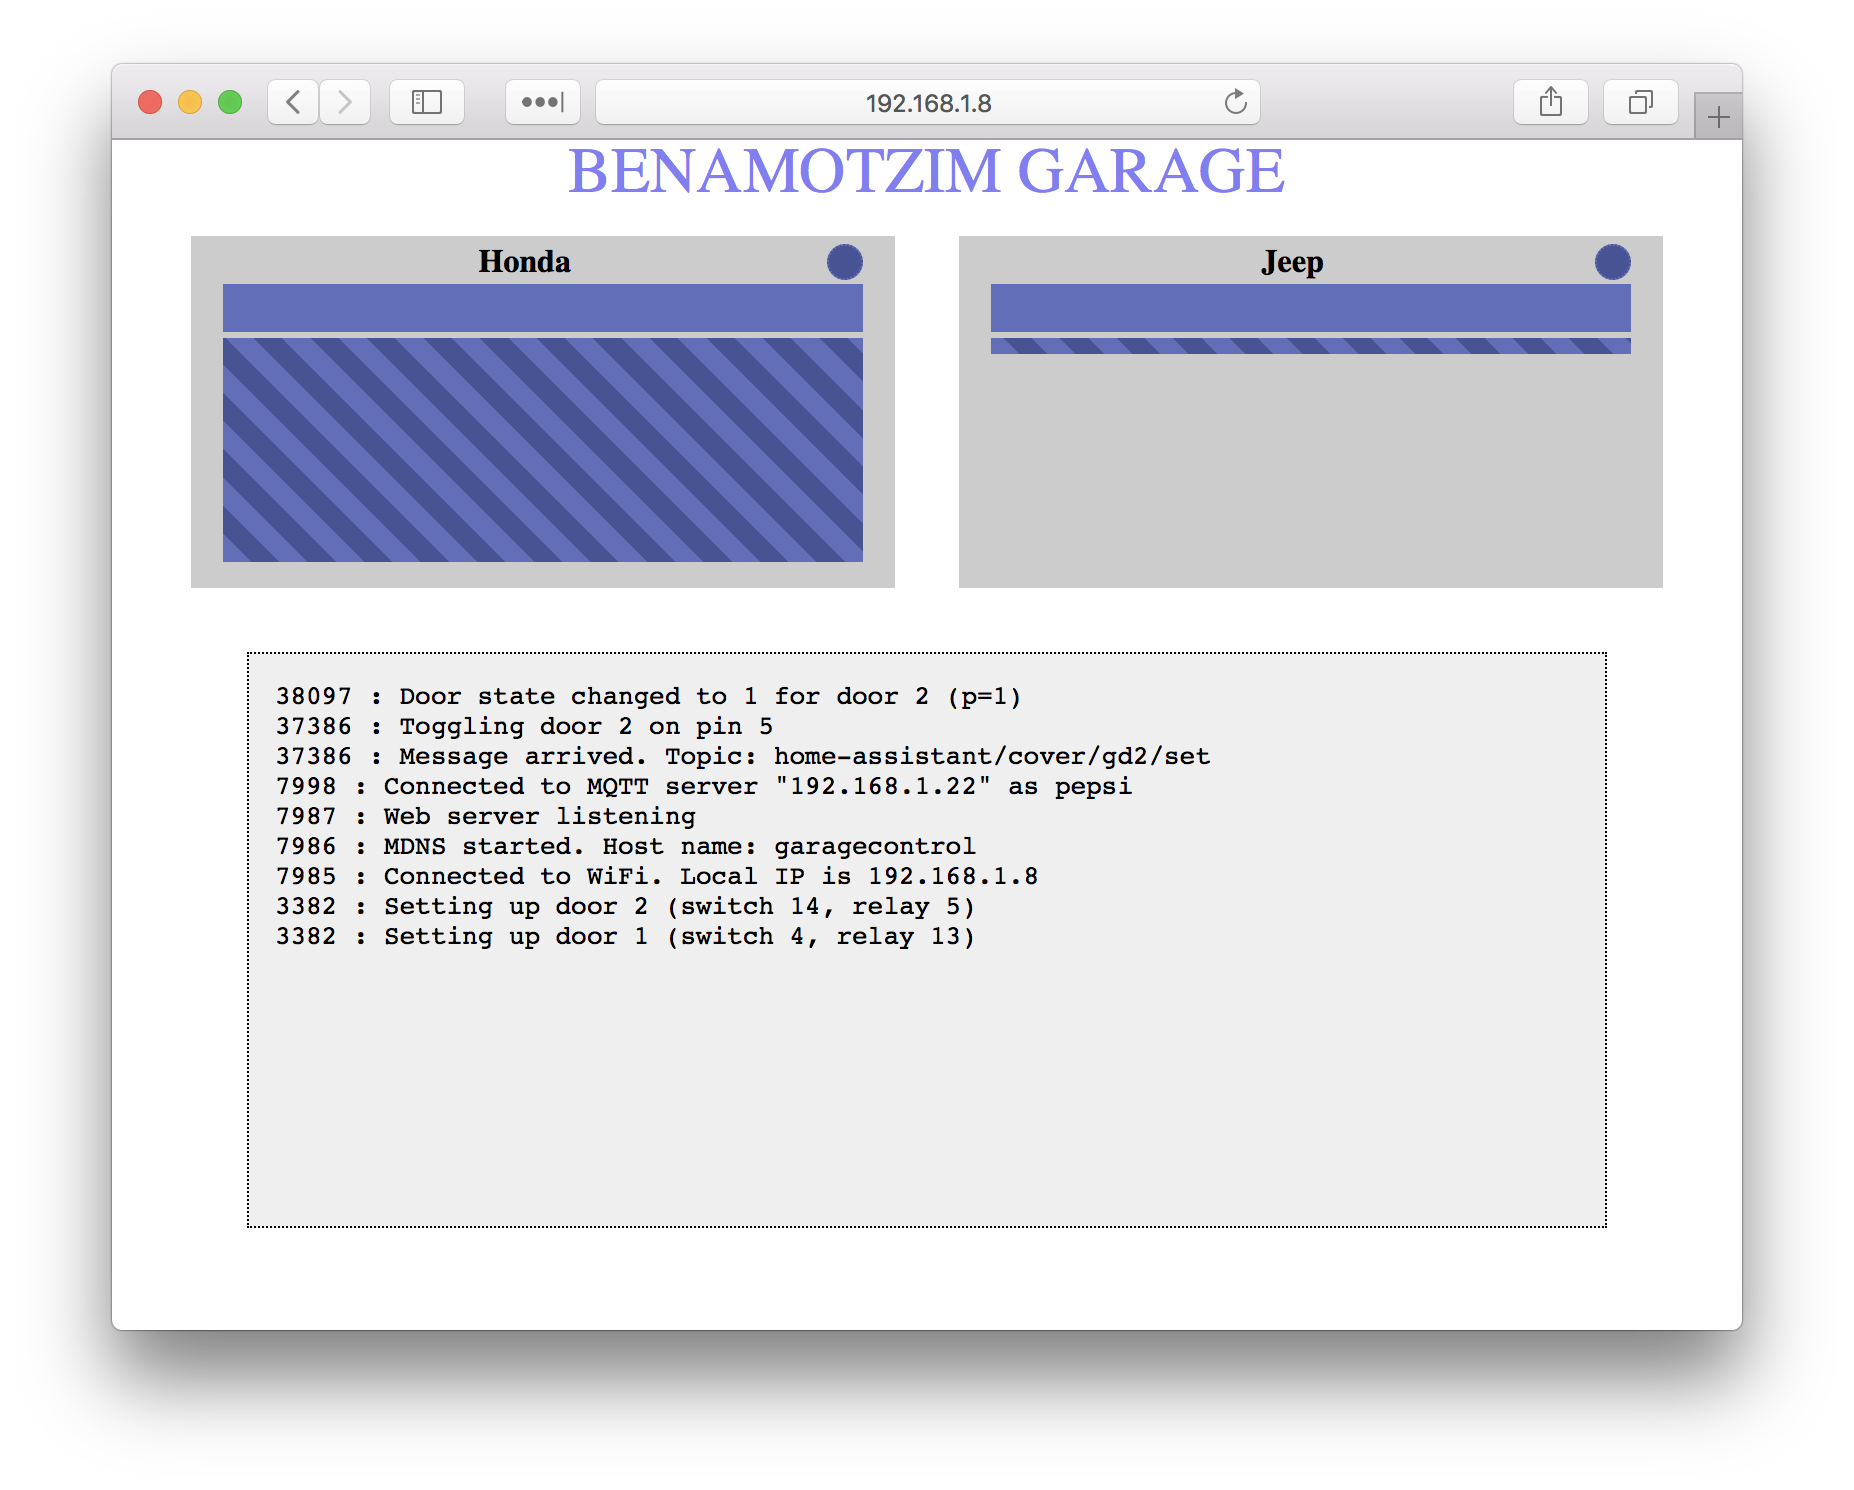 192.168.1.8
BENAMOTZIM GARAGE
Honda
Jeep
38097 : Door state changed to 1 for door 2 (p=1)
37386 : Toggling door 2 on pin 5
37386 : Message arrived. Topic: home-assistant/cover/gd2/set
7998 : Connected to MQTT server "192.168.1.22" as pepsi
7987 : Web server listening
7986 : MDNS started. Host name: garagecontrol
7985 : Connected to WiFi. Local IP is 192.168.1.8
3382 : Setting up door 2 (switch 14, relay 5)
3382 : Setting up door 1 (switch 4, relay 13)